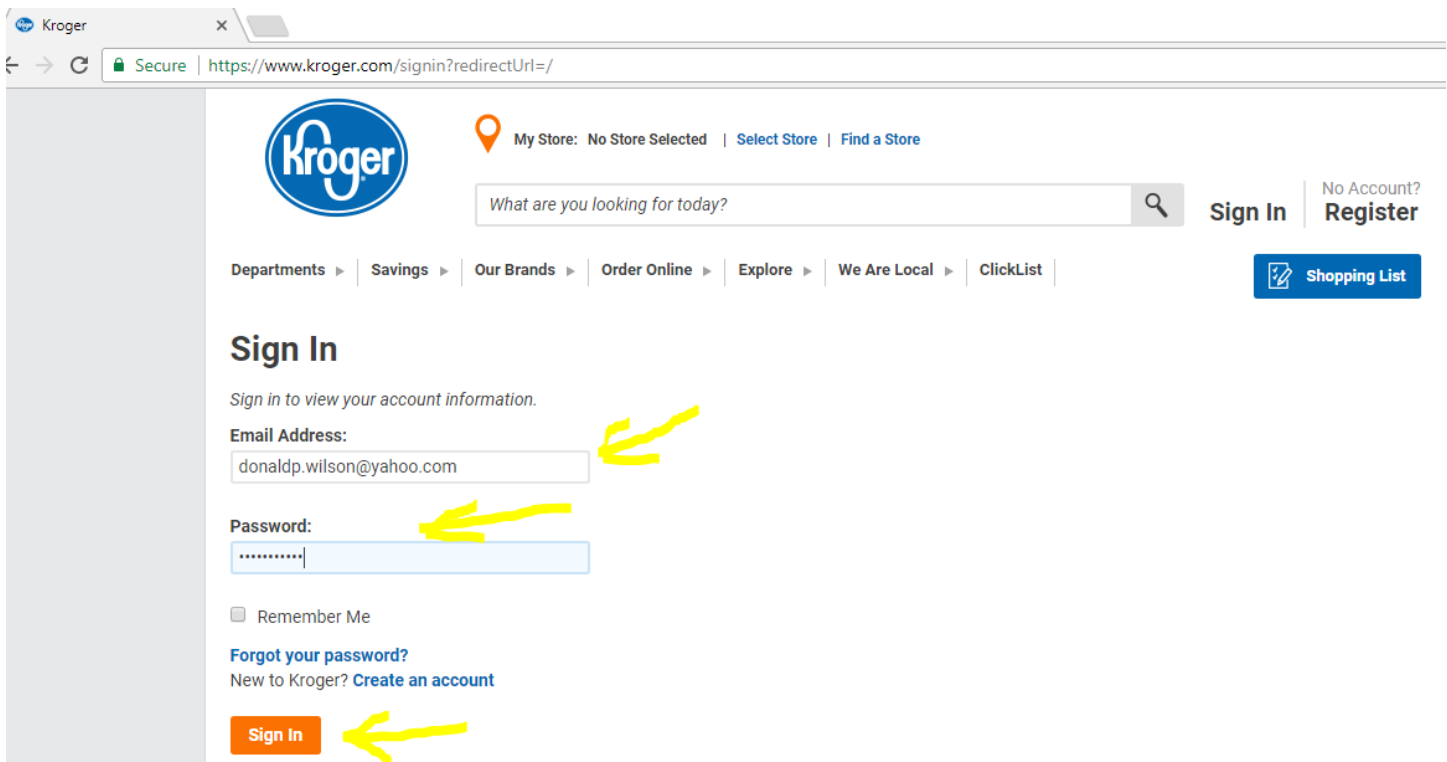 Kroger
Secure | https://www.kroger.com/signin?redirectUrl=/
Kroger
My Store: No Store Selected | Select Store | Find a Store
What are you looking for today?
No Account?
Sign In Register
Departments Savings Our Brands Order Online Explore We Are Local ClickList
Shopping List
Sign In
Sign in to view your account information.
Email Address:
donaldp.wilson@yahoo.com
Password:
•••••••••••
Remember Me
Forgot your password?
New to Kroger? Create an account
Sign In